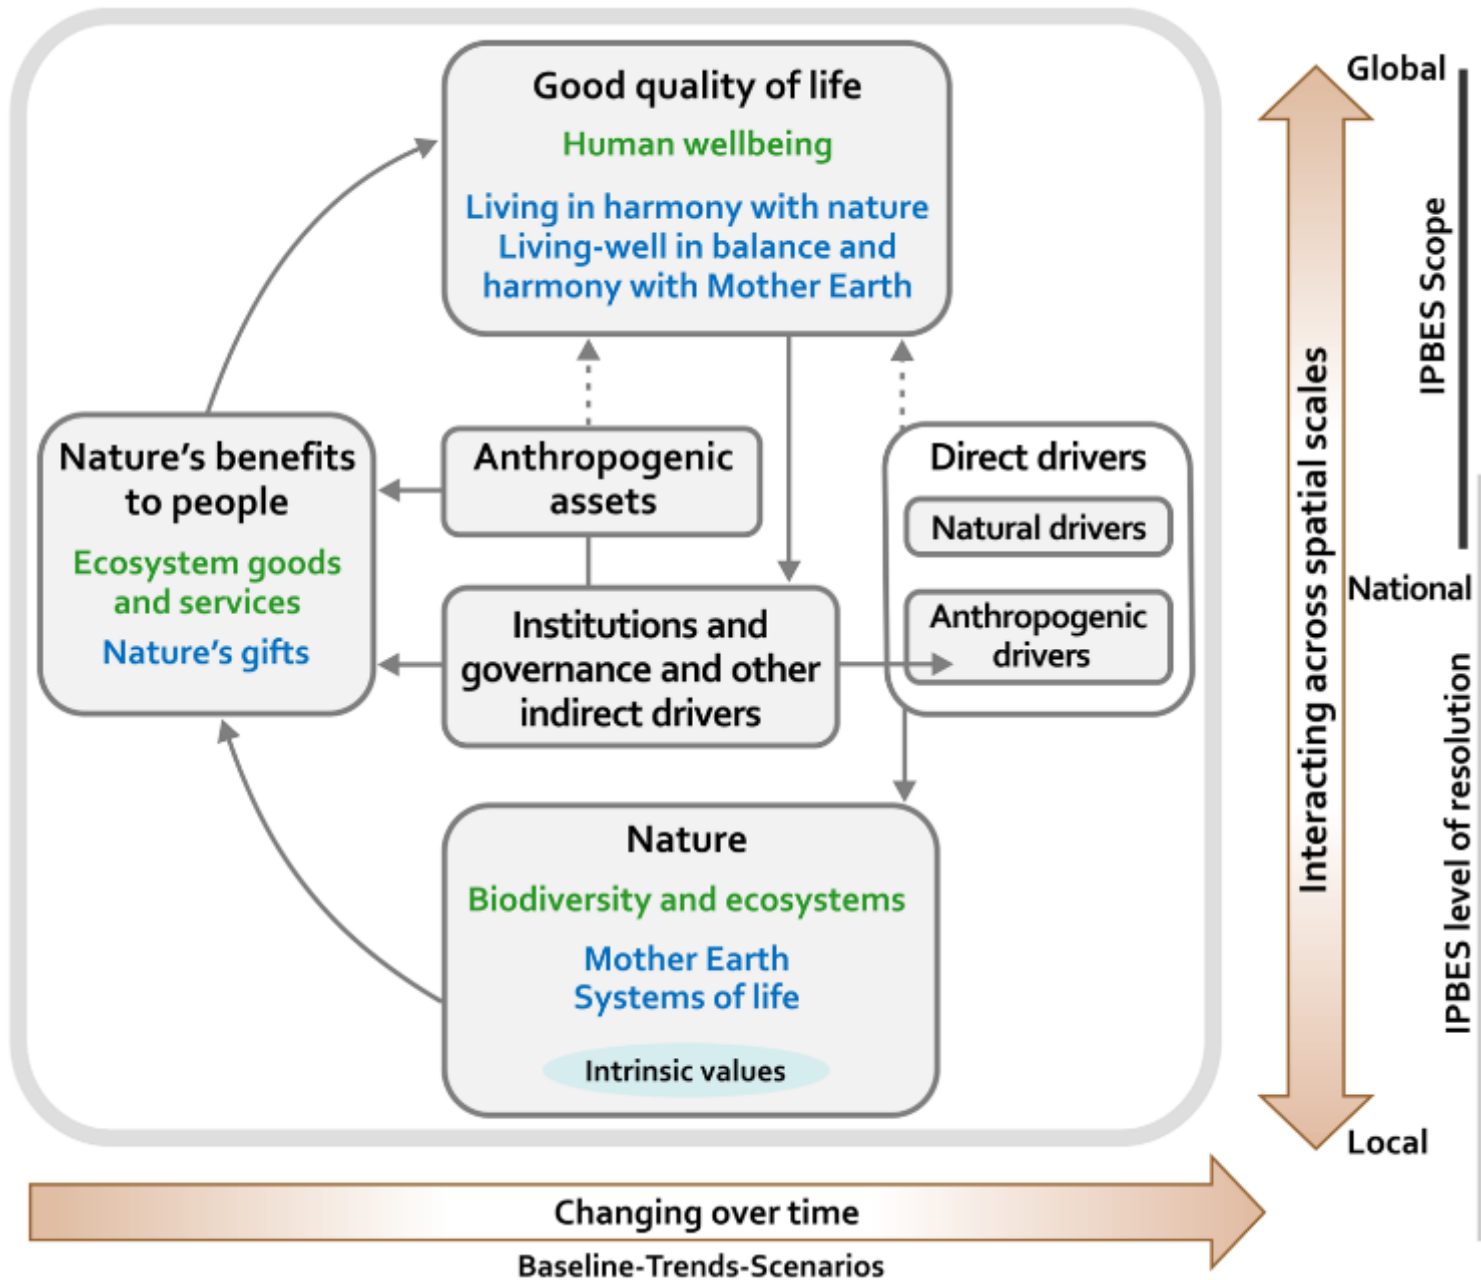 Good quality of life
Human wellbeing
Living in harmony with nature
Living-well in balance and
harmony with Mother Earth
Nature's benefits
to people
Ecosystem goods
and services
Nature's gifts
Anthropogenic
assets
Institutions and
governance and other
indirect drivers
Direct drivers
Natural drivers
Anthropogenic
drivers
Nature
Biodiversity and ecosystems
Mother Earth
Systems of life
Intrinsic values
Changing over time
Baseline-Trends-Scenarios
Interacting across spatial scales
Global
National
Local
IPBES Scope
IPBES level of resolution